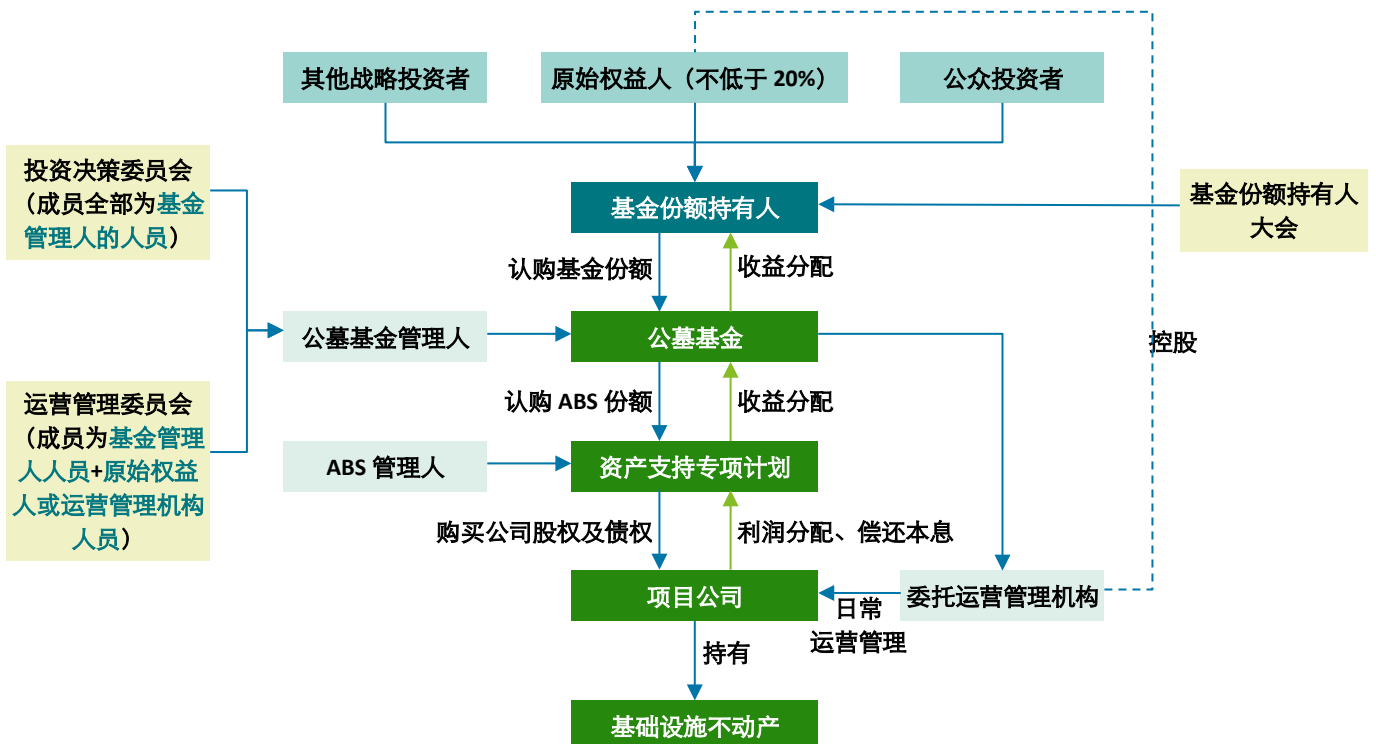 其他战略投资者
原始权益人（不低于 20%）
公众投资者
投资决策委员会
（成员全部为基金
管理人的人员）
基金份额持有人
基金份额持有人
大会
认购基金份额
收益分配
公墓基金管理人
公墓基金
控股
运营管理委员会
（成员为基金管理
人人员+原始权益
人或运营管理机构
人员）
认购 ABS 份额
收益分配
ABS 管理人
资产支持专项计划
购买公司股权及债权
利润分配、偿还本息
项目公司
日常
运营管理
委托运营管理机构
持有
基础设施不动产